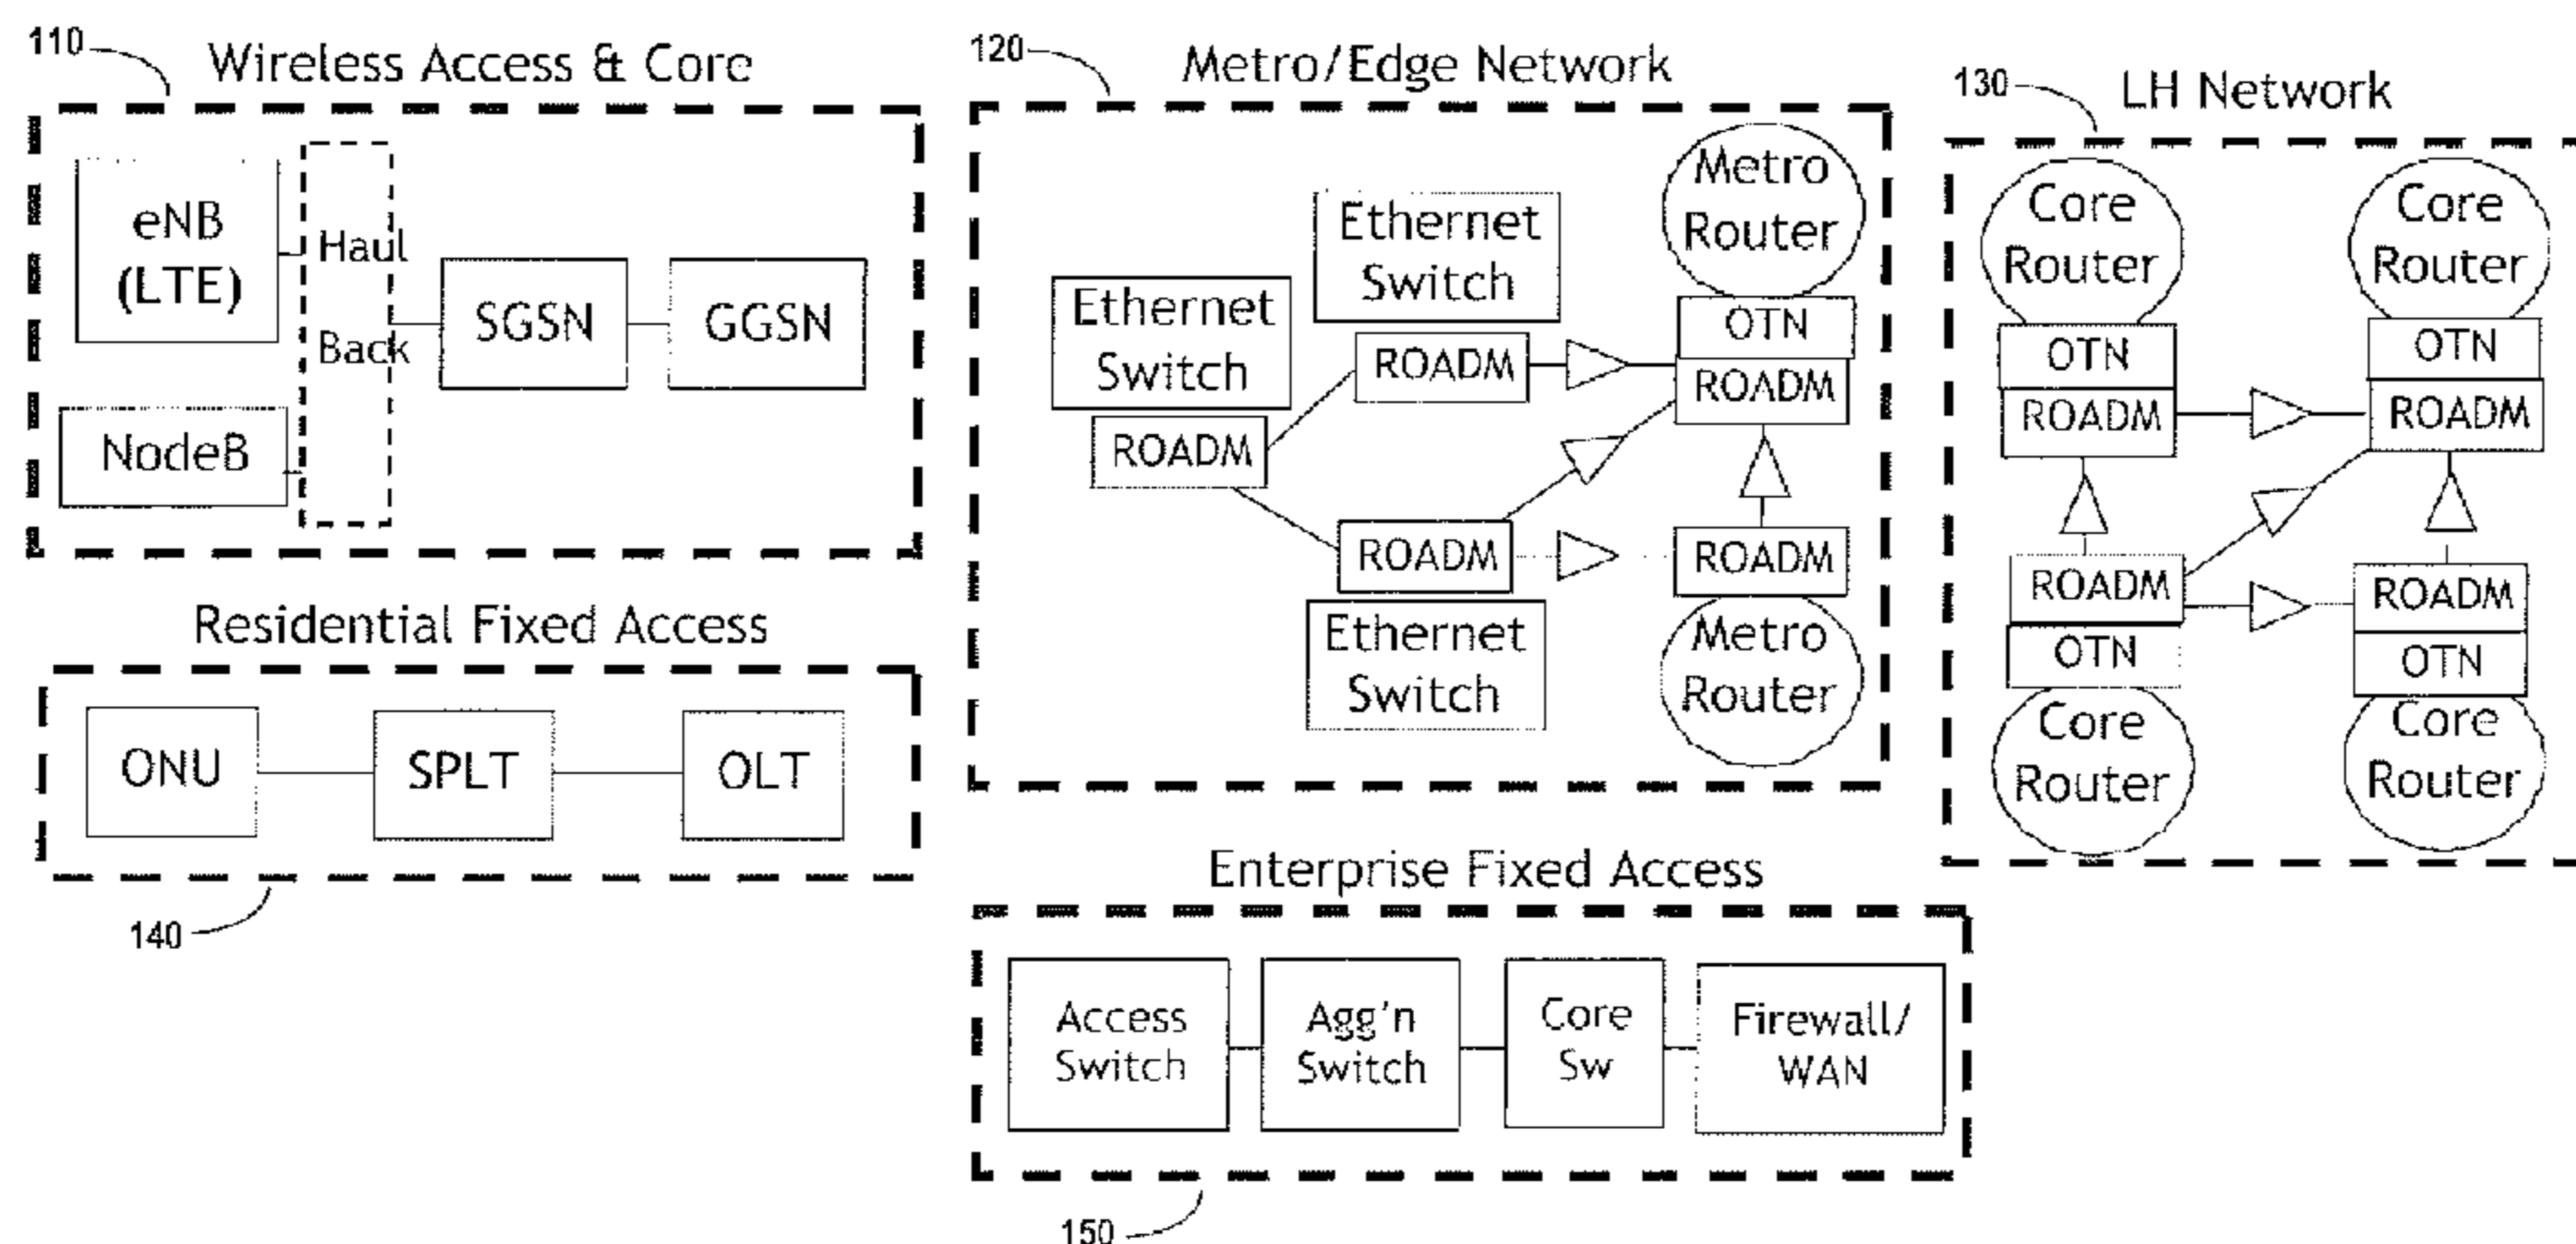 110
Wireless Access & Core
eNB
(LTE)
Haul
Back
SGSN
GGSN
NodeB
120
Metro/Edge Network
Metro
Router
Ethernet
Switch
Ethernet
Switch
OTN
ROADM
ROADM
ROADM
ROADM
ROADM
Ethernet
Switch
Metro
Router
130
LH Network
Core
Router
Core
Router
OTN
OTN
ROADM
ROADM
ROADM
ROADM
OTN
OTN
Core
Router
Core
Router
Residential Fixed Access
ONU
SPLT
OLT
140
Enterprise Fixed Access
Access
Switch
Agg'n
Switch
Core
Sw
Firewall/
WAN
150